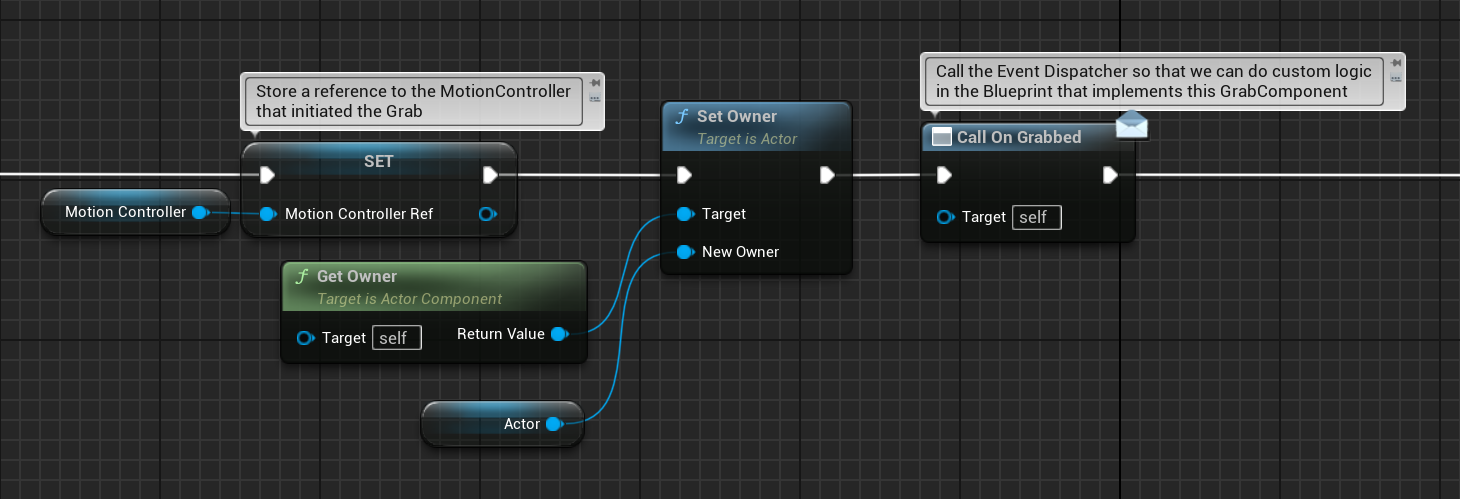 Store a reference to the MotionController
that initiated the Grab
SET
Motion Controller
Motion Controller Ref
f Get Owner
Target is Actor Component
Target self
Return Value
Actor
f Set Owner
Target is Actor
Target
New Owner
Call the Event Dispatcher so that we can do custom logic
in the Blueprint that implements this GrabComponent
Call On Grabbed
Target self